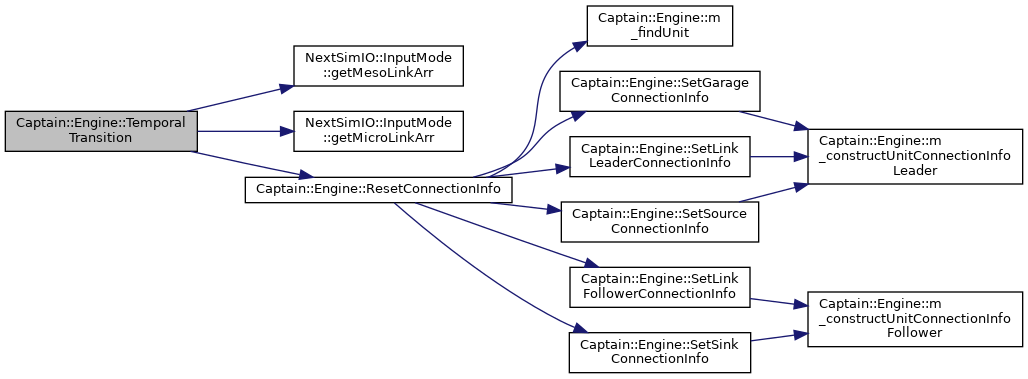 Captain::Engine::Temporal
Transition
NextSimIO::InputMode
::getMesoLinkArr
NextSimIO::InputMode
::getMicroLinkArr
Captain::Engine::ResetConnectionInfo
Captain::Engine::m
_findUnit
Captain::Engine::SetGarage
ConnectionInfo
Captain::Engine::SetLink
LeaderConnectionInfo
Captain::Engine::SetSource
ConnectionInfo
Captain::Engine::SetLink
FollowerConnectionInfo
Captain::Engine::SetSink
ConnectionInfo
Captain::Engine::m
_constructUnitConnectionInfo
Leader
Captain::Engine::m
_constructUnitConnectionInfo
Follower